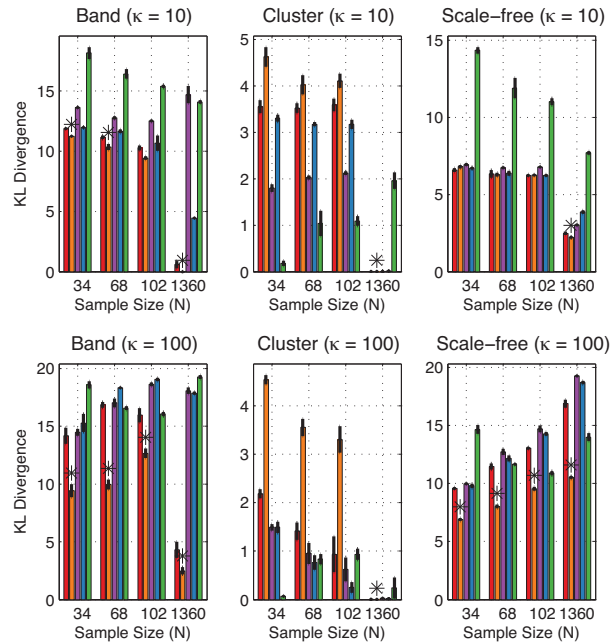 Band (κ = 10)
Cluster (κ = 10)
Scale−free (κ = 10)
KL Divergence
15
10
5
0
5
4
3
2
1
0
15
10
5
0
34 68 102 1360
34 68 102 1360
34 68 102 1360
Sample Size (N)
Sample Size (N)
Sample Size (N)
Band (κ = 100)
Cluster (κ = 100)
Scale−free (κ = 100)
KL Divergence
20
15
10
5
0
4
3
2
1
0
20
15
10
5
0
34 68 102 1360
34 68 102 1360
34 68 102 1360
Sample Size (N)
Sample Size (N)
Sample Size (N)